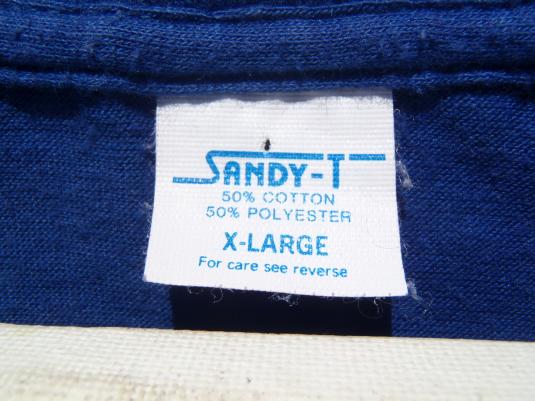 SANDY-T
50% COTTON
50% POLYESTER
X-LARGE
For care see reverse